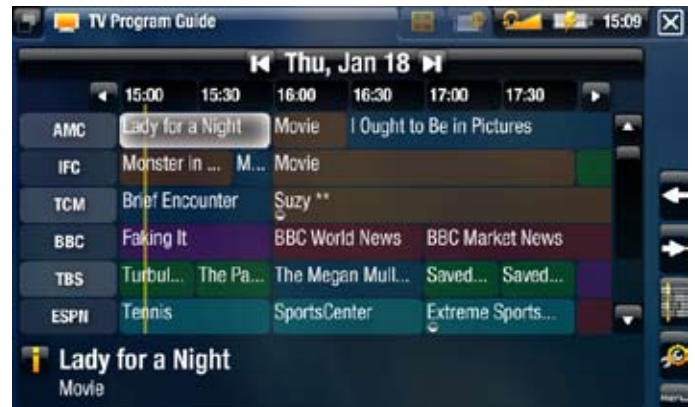 TV Program Guide 15:09
Thu, Jan 18
15:00 15:30 16:00 16:30 17:00 17:30
AMC Lady for a Night Movie I Ought to Be in Pictures
IFC Monster in ... M... Movie
TCM Brief Encounter Suzy **
BBC Faking It BBC World News BBC Market News
TBS Turbul... The Pa... The Megan Mull... Saved... Saved...
ESPN Tennis SportsCenter Extreme Sports...
Lady for a Night
Movie